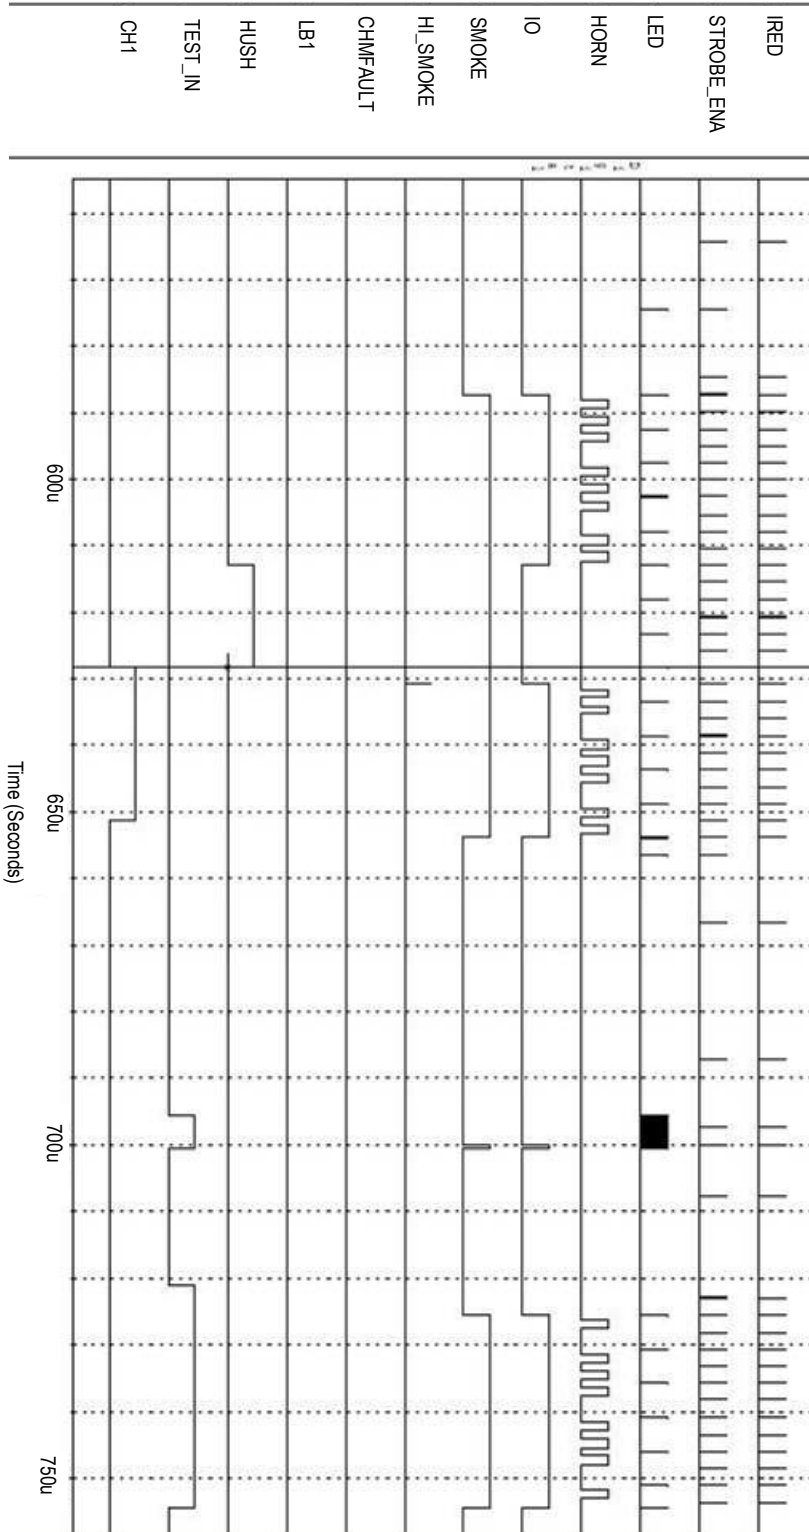 IRED
STROBE_ENA
LED
HORN
IO
SMOKE
HI_SMOKE
CHMFAULT
LB1
HUSH
TEST_IN
CH1
600u
650u
700u
750u
Time (Seconds)